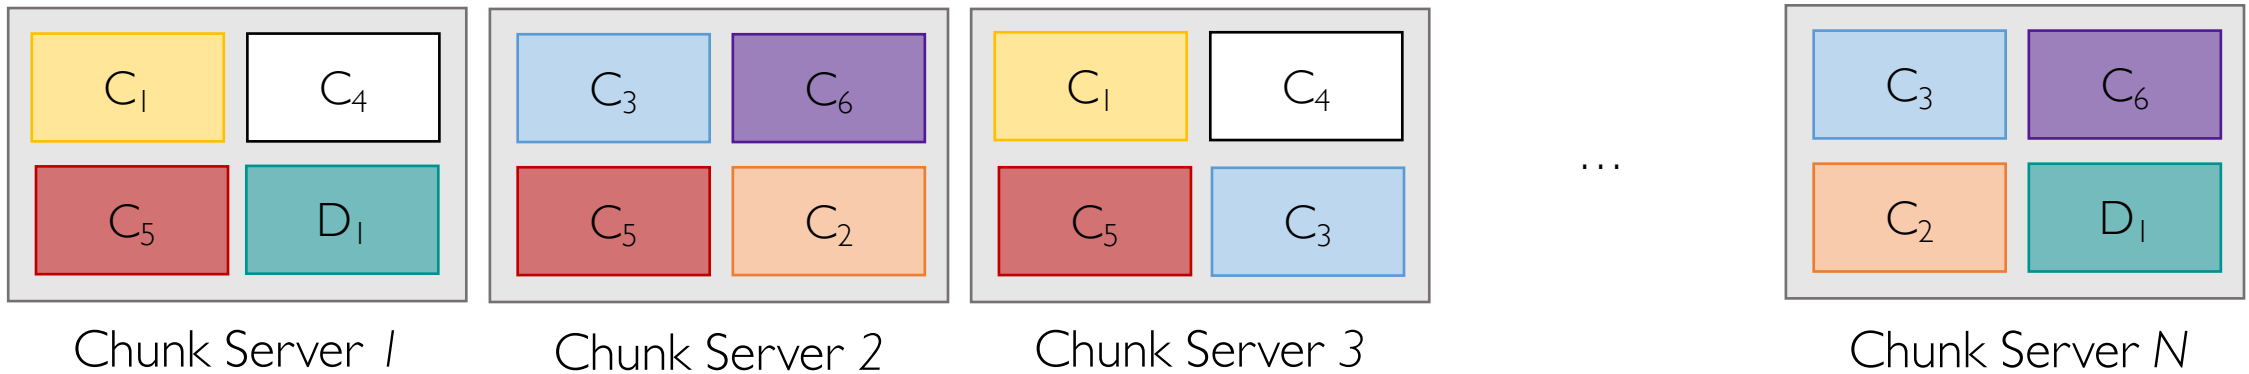 C1 C4 C3 C6 C1 C4 C3 C6
...
C5 D1 C5 C2 C5 C3 C2 D1
Chunk Server 1 Chunk Server 2 Chunk Server 3 Chunk Server N